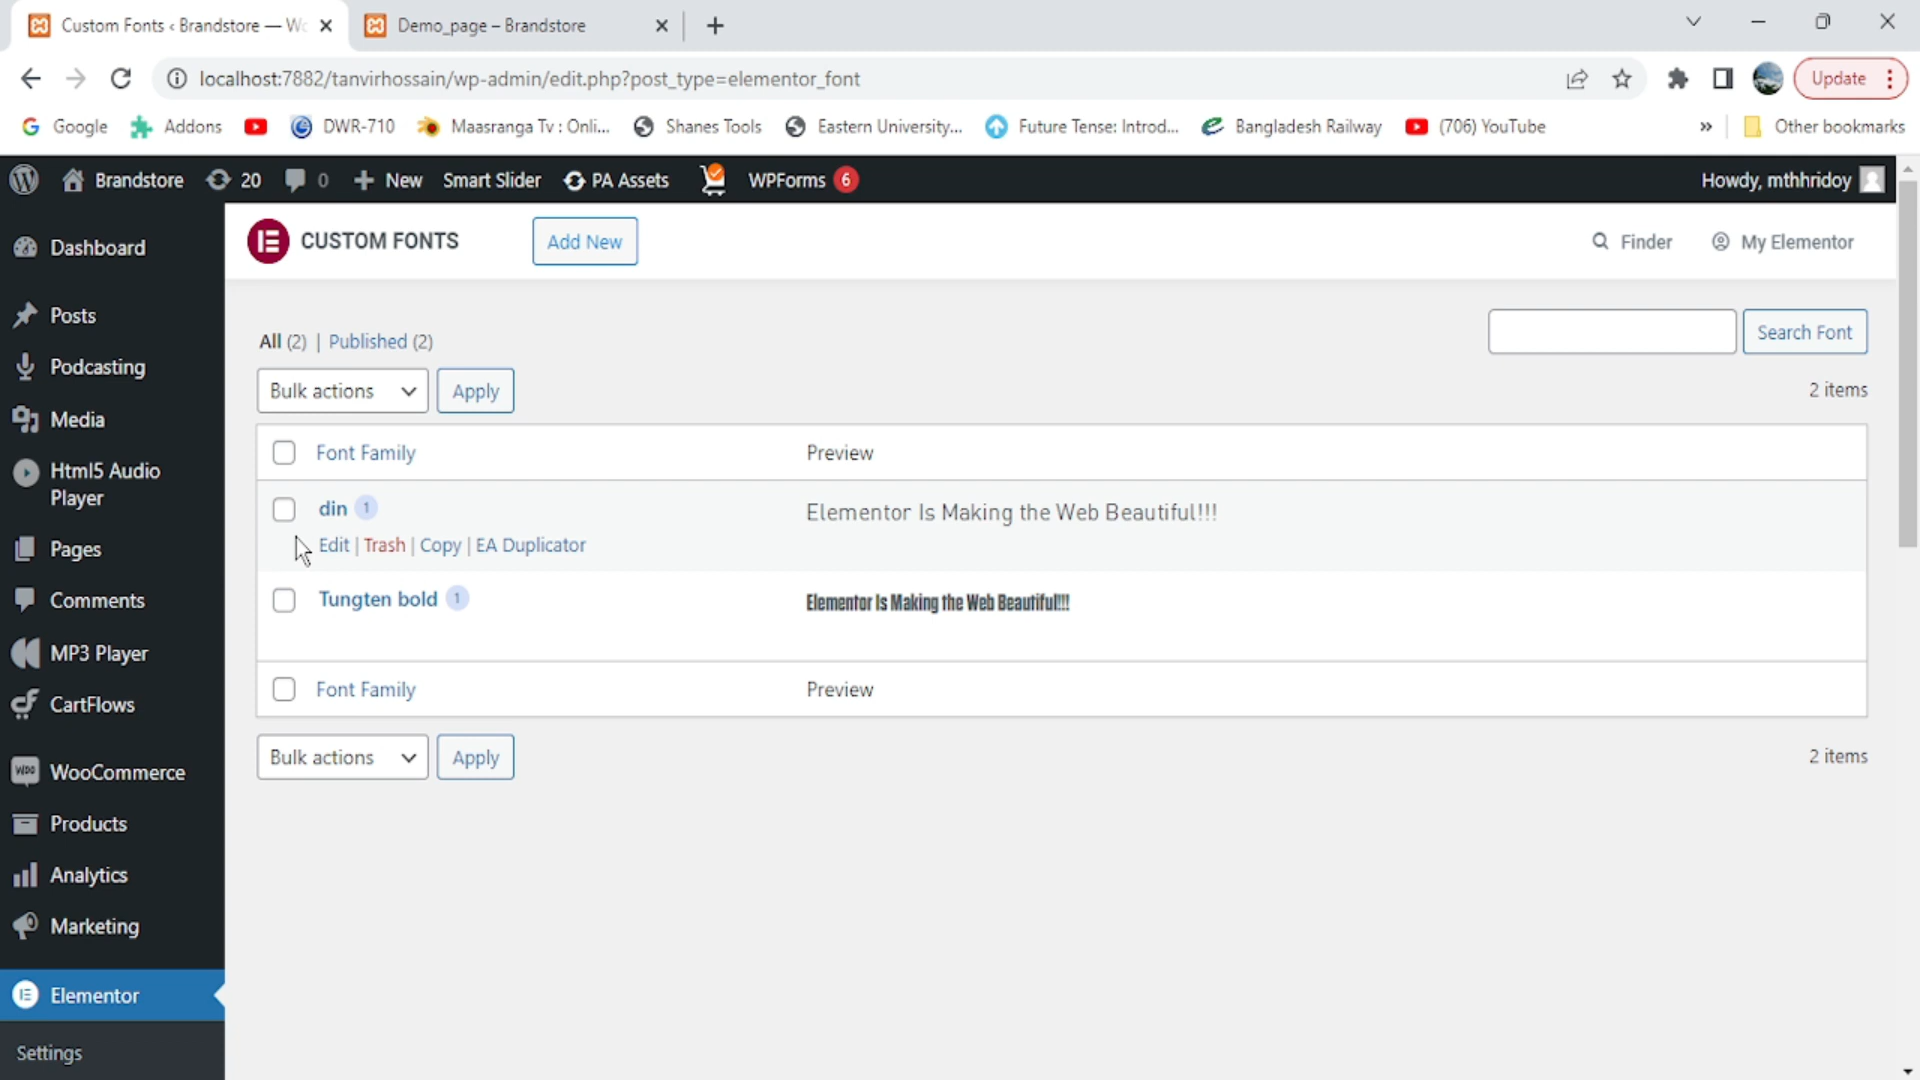 Custom Fonts ‹ Brandstore — Wo
Demo_page – Brandstore
localhost:7882/tanvirhossain/wp-admin/edit.php?post_type=elementor_font
Update
Google
Addons
DWR-710
Maasranga Tv : Onli...
Shanes Tools
Eastern University...
Future Tense: Introd...
Bangladesh Railway
(706) YouTube
»
Other bookmarks
Brandstore
20
0
New
Smart Slider
PA Assets
WPForms 6
Howdy, mthhridoy
Dashboard
Posts
Podcasting
Media
Html5 Audio
Player
Pages
Comments
MP3 Player
CartFlows
WooCommerce
Products
Analytics
Marketing
Elementor
Settings
CUSTOM FONTS
Add New
Finder
My Elementor
All (2) | Published (2)
Search Font
Bulk actions
Apply
2 items
Font Family
Preview
din 1
Elementor Is Making the Web Beautiful!!!
Edit | Trash | Copy | EA Duplicator
Tungten bold 1
Elementor Is Making the Web Beautiful!!!
Font Family
Preview
Bulk actions
Apply
2 items